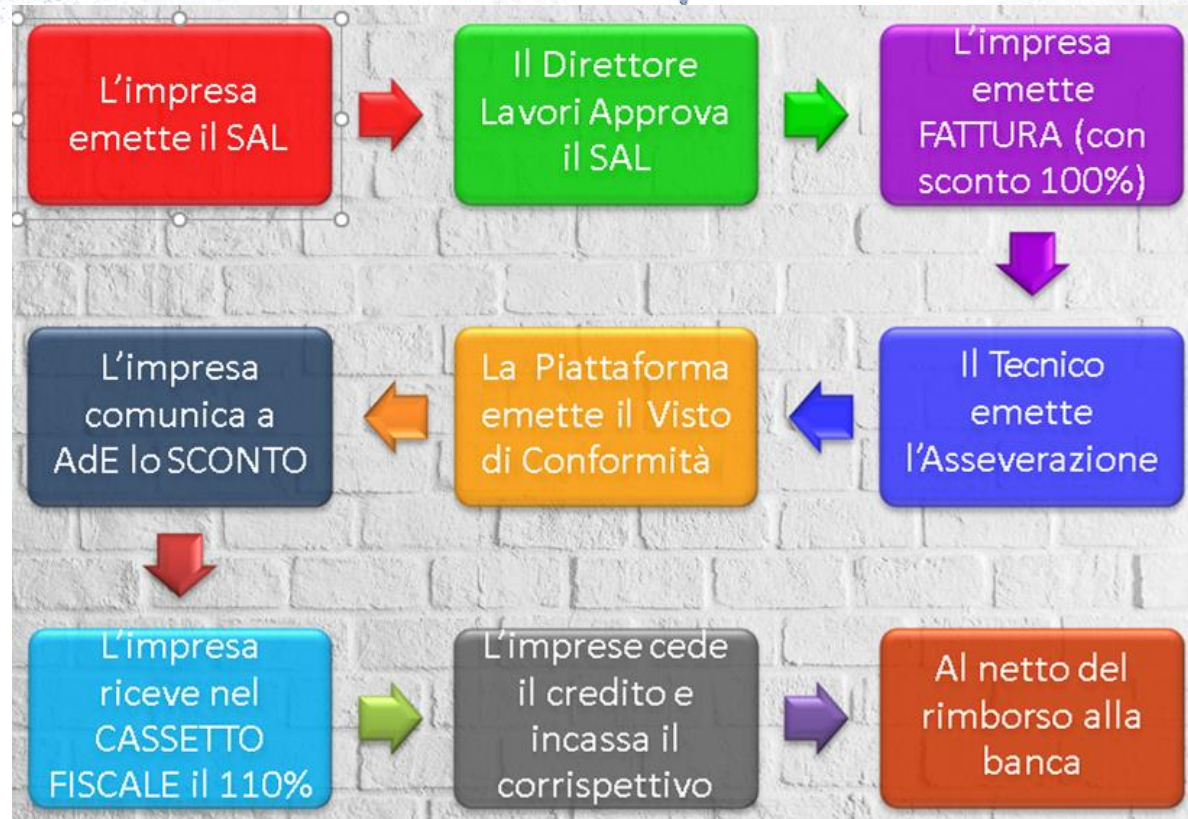 L'impresa
emette il SAL
Il Direttore
Lavori Approva
il SAL
L'impresa
emette
FATTURA (con
sconto 100%)
Il Tecnico
emette
l'Asseverazione
La Piattaforma
emette il Visto
di Conformità
L'impresa
comunica a
AdE lo SCONTO
L'impresa
riceve nel
CASSETTO
FISCALE il 110%
L'imprese cede
il credito e
incassa il
corrispettivo
Al netto del
rimborso alla
banca